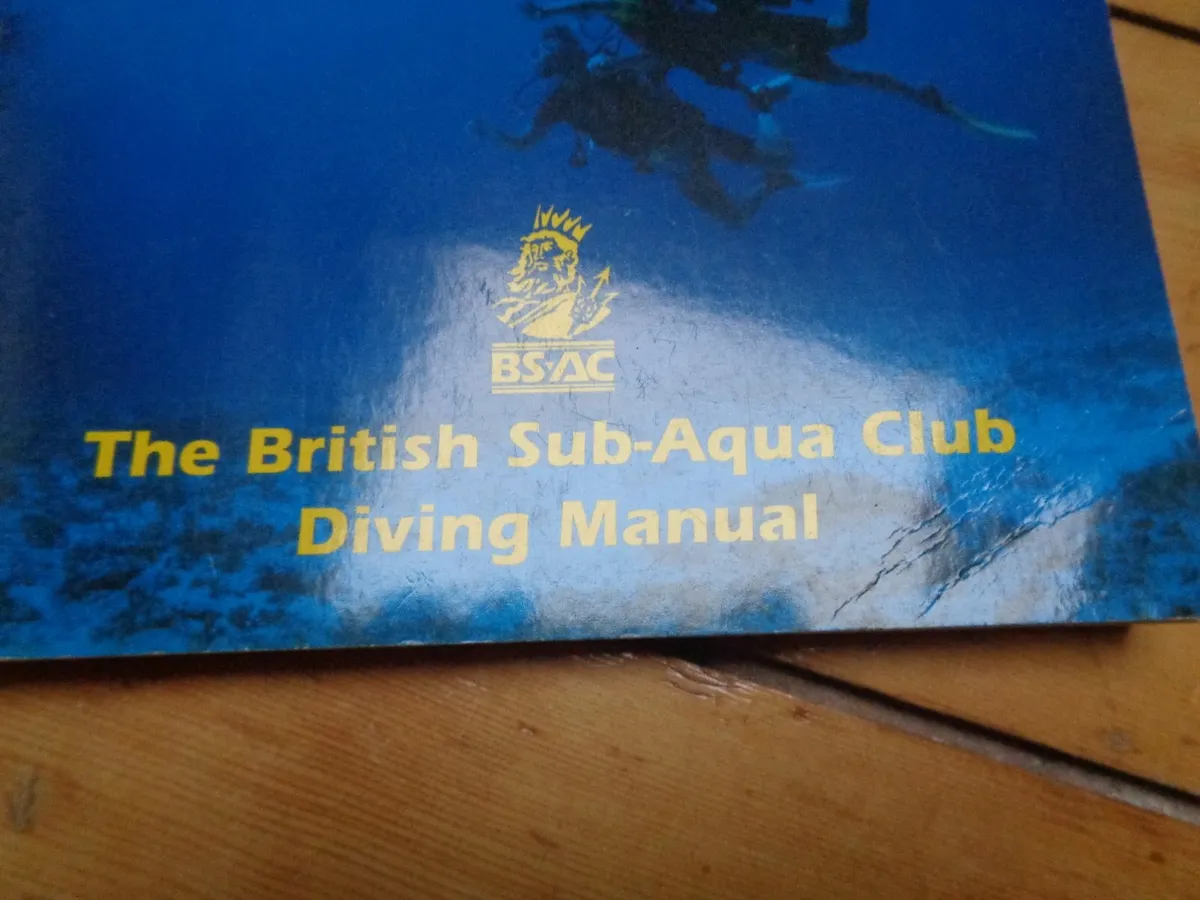 BS-AC
The British Sub-Aqua Club
Diving Manual